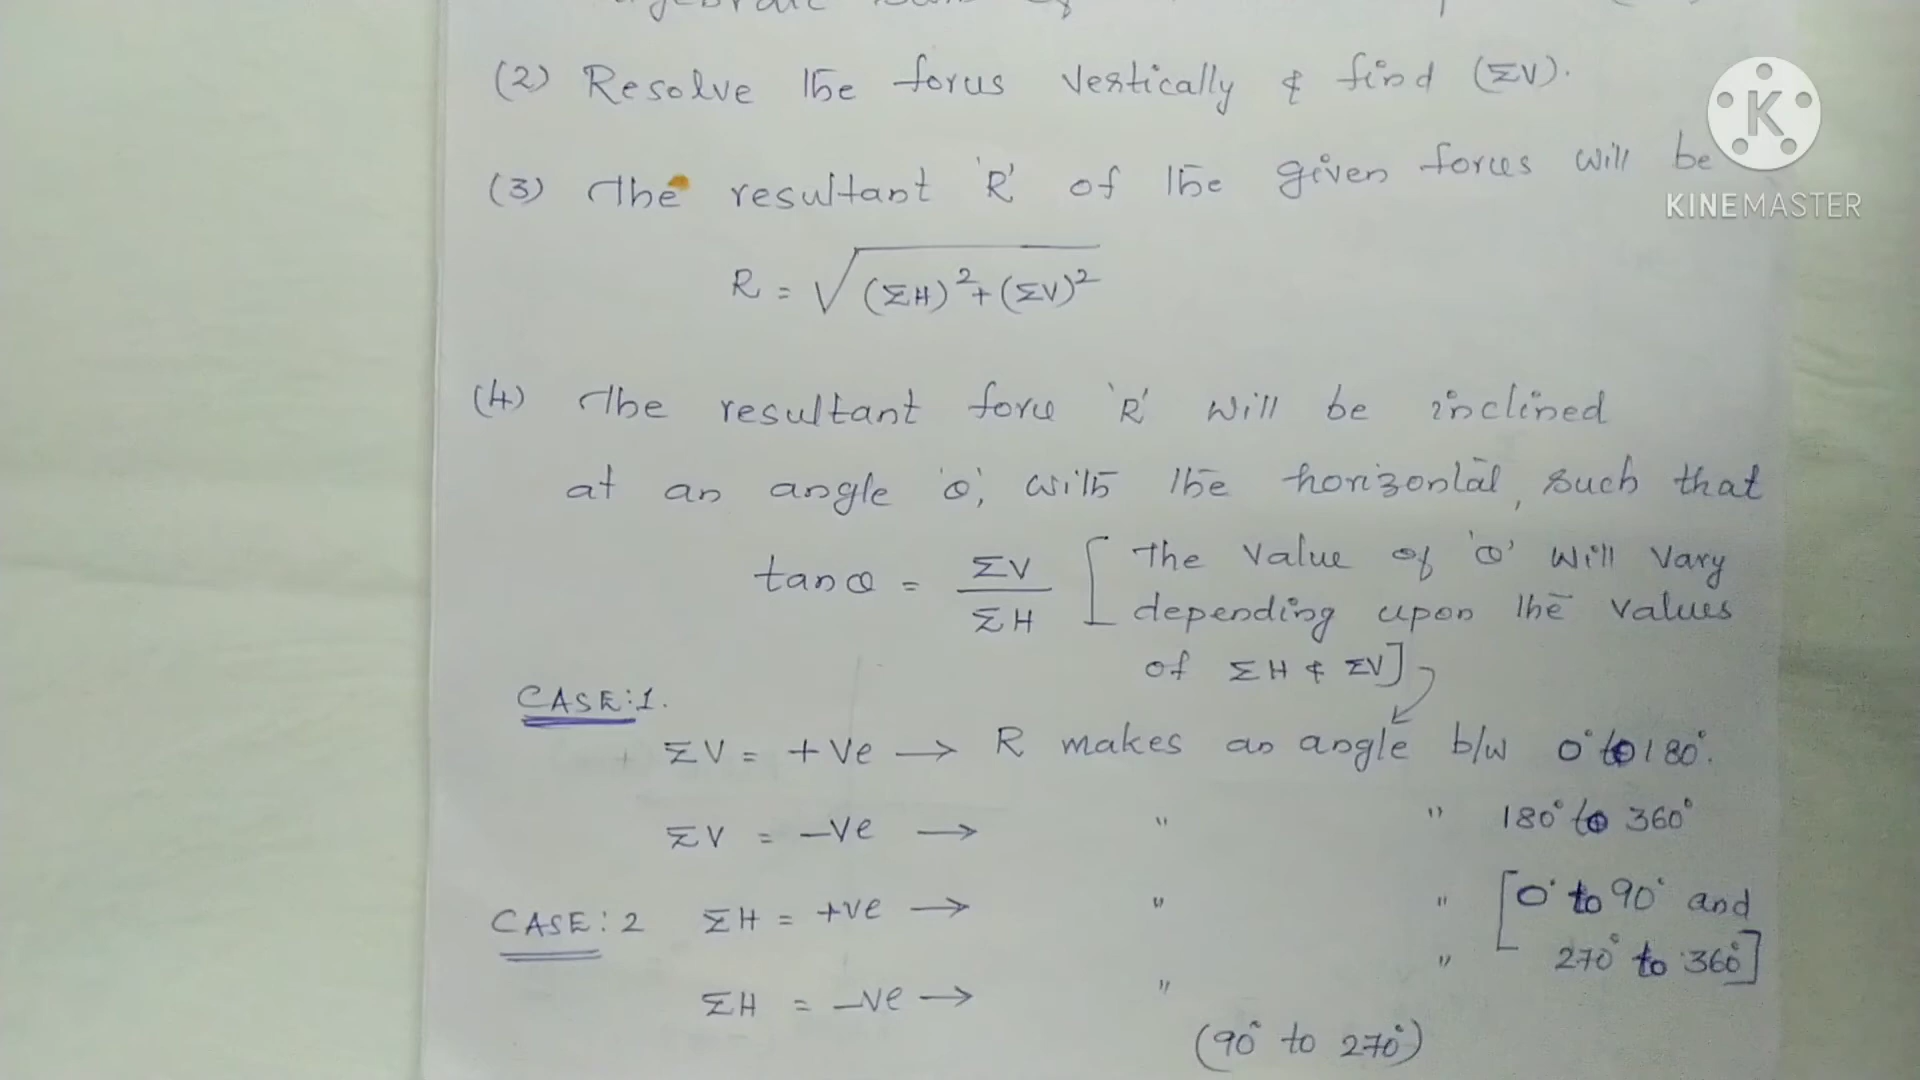 (2) Resolve the forces vertically & find (ΣV).
(3) The resultant 'R' of the given forces will be
R = √(ΣH)²+(ΣV)²
(4) The resultant force 'R' will be inclined
at an angle 'θ', with the horizontal, such that
tanθ = ΣV/ΣH [The value of 'θ' will vary
depending upon the values
of ΣH & ΣV]
CASE:1.
ΣV = +ve → R makes an angle b/w 0° to 180°.
ΣV = -ve → " " 180° to 360°
CASE:2 ΣH = +ve → " " [0° to 90° and
" 270° to 360°]
ΣH = -ve → "
(90° to 270°)
K
KINEMASTER